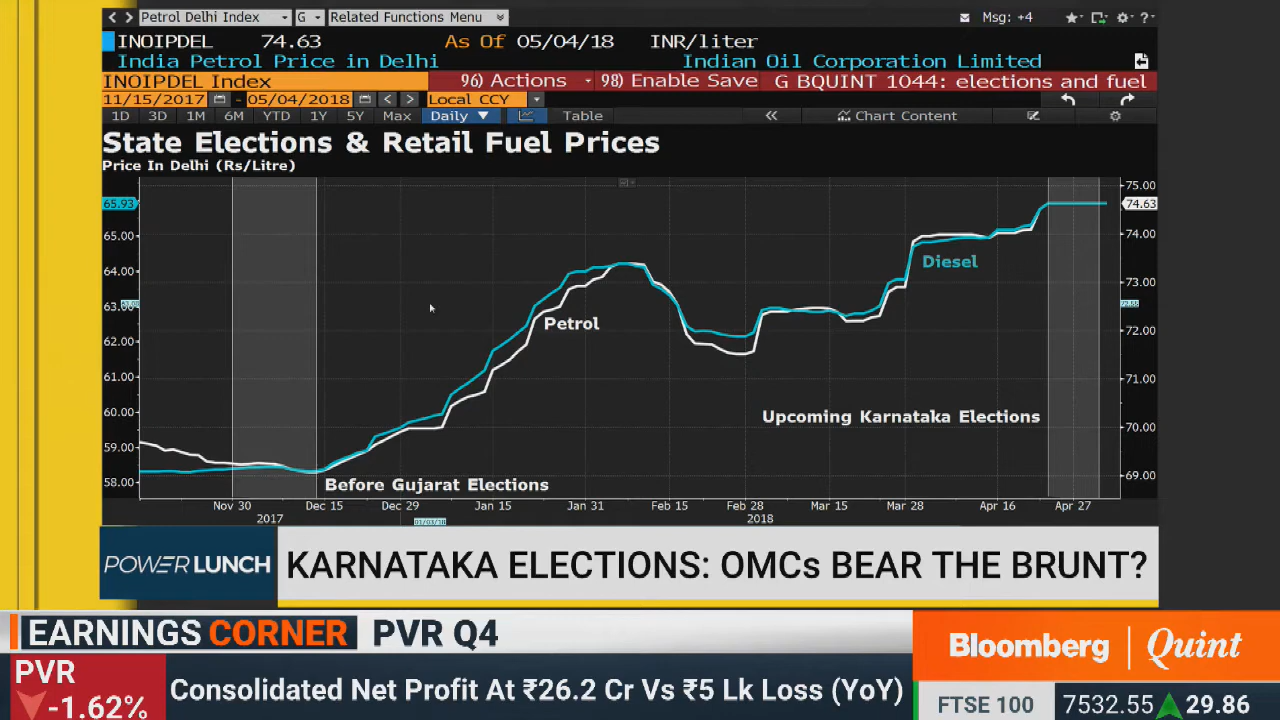 Petrol Delhi Index G Related Functions Menu Msg: +4
INOIPDEL 74.63 As Of 05/04/18 INR/liter
India Petrol Price in Delhi Indian Oil Corporation Limited
INOIPDEL Index 96) Actions 98) Enable Save G BQUINT 1044: elections and fuel
11/15/2017 - 05/04/2018 Local CCY
1D 3D 1M 6M YTD 1Y 5Y Max Daily Table Chart Content
State Elections & Retail Fuel Prices
Price In Delhi (Rs/Litre)
75.00
65.93 74.63
65.00 74.00
Diesel
64.00 73.00
63.00
Petrol
72.00
62.00
61.00 71.00
60.00 Upcoming Karnataka Elections
70.00
59.00
58.00 Before Gujarat Elections 69.00
Nov 30 Dec 15 Dec 29 Jan 15 Jan 31 Feb 15 Feb 28 Mar 15 Mar 28 Apr 16 Apr 27
2017 01/03/18 2018
POWER LUNCH KARNATAKA ELECTIONS: OMCs BEAR THE BRUNT?
EARNINGS CORNER PVR Q4
Bloomberg | Quint
PVR
-1.62%
Consolidated Net Profit At ₹26.2 Cr Vs ₹5 Lk Loss (YoY)
FTSE 100 7532.55 29.86